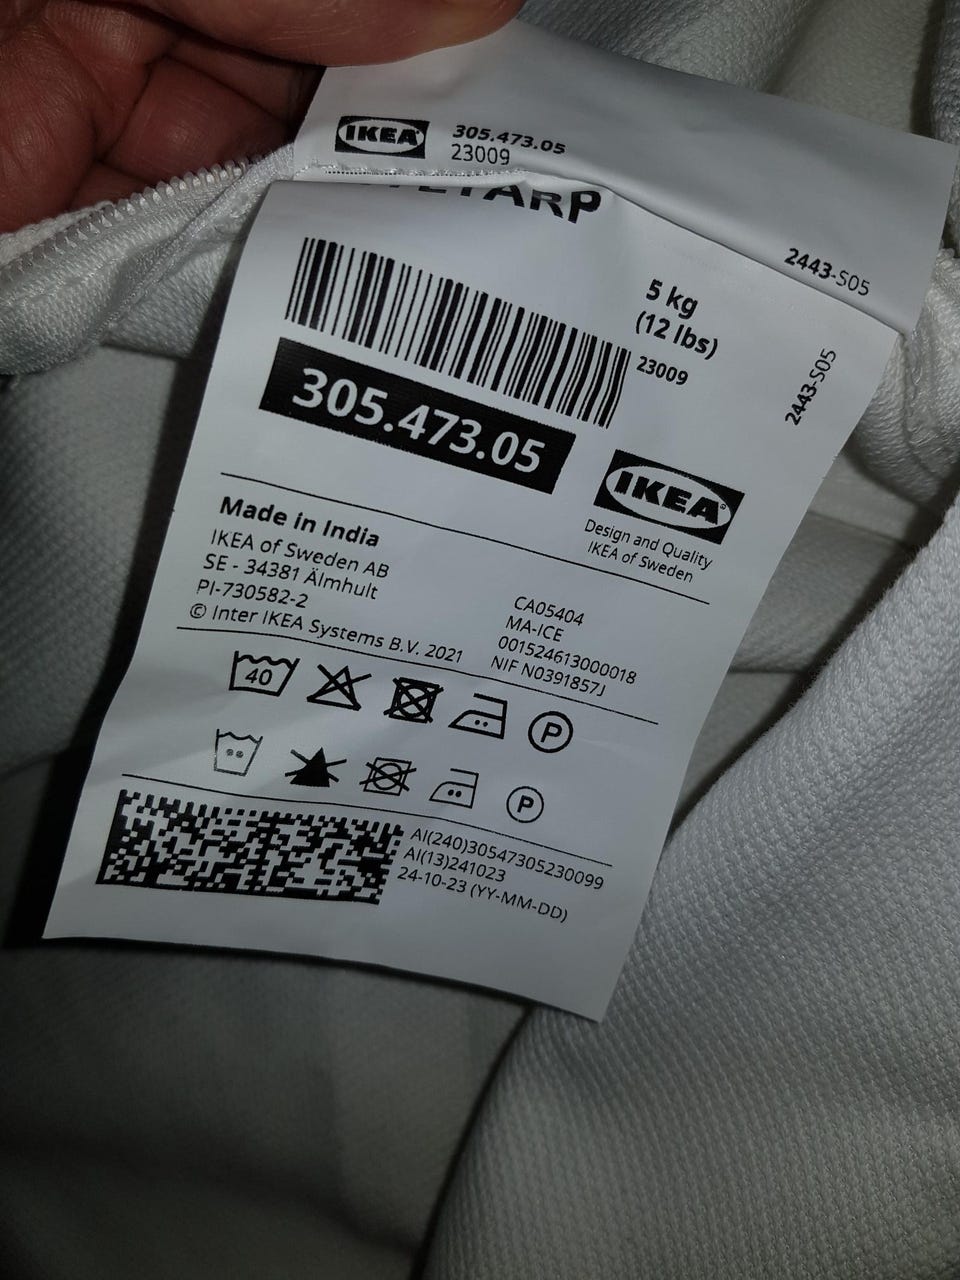 IKEA
305.473.05
23009
2443-S05
5 kg
(12 lbs)
23009
2443-S05
305.473.05
IKEA
Design and Quality
IKEA of Sweden
Made in India
IKEA of Sweden AB
SE - 34381 Älmhult
PI-730582-2
© Inter IKEA Systems B.V. 2021
CA05404
MA-ICE
001524613000018
NIF N0391857J
40
P
P
AI(240)30547305230099
AI(13)241023
24-10-23 (YY-MM-DD)